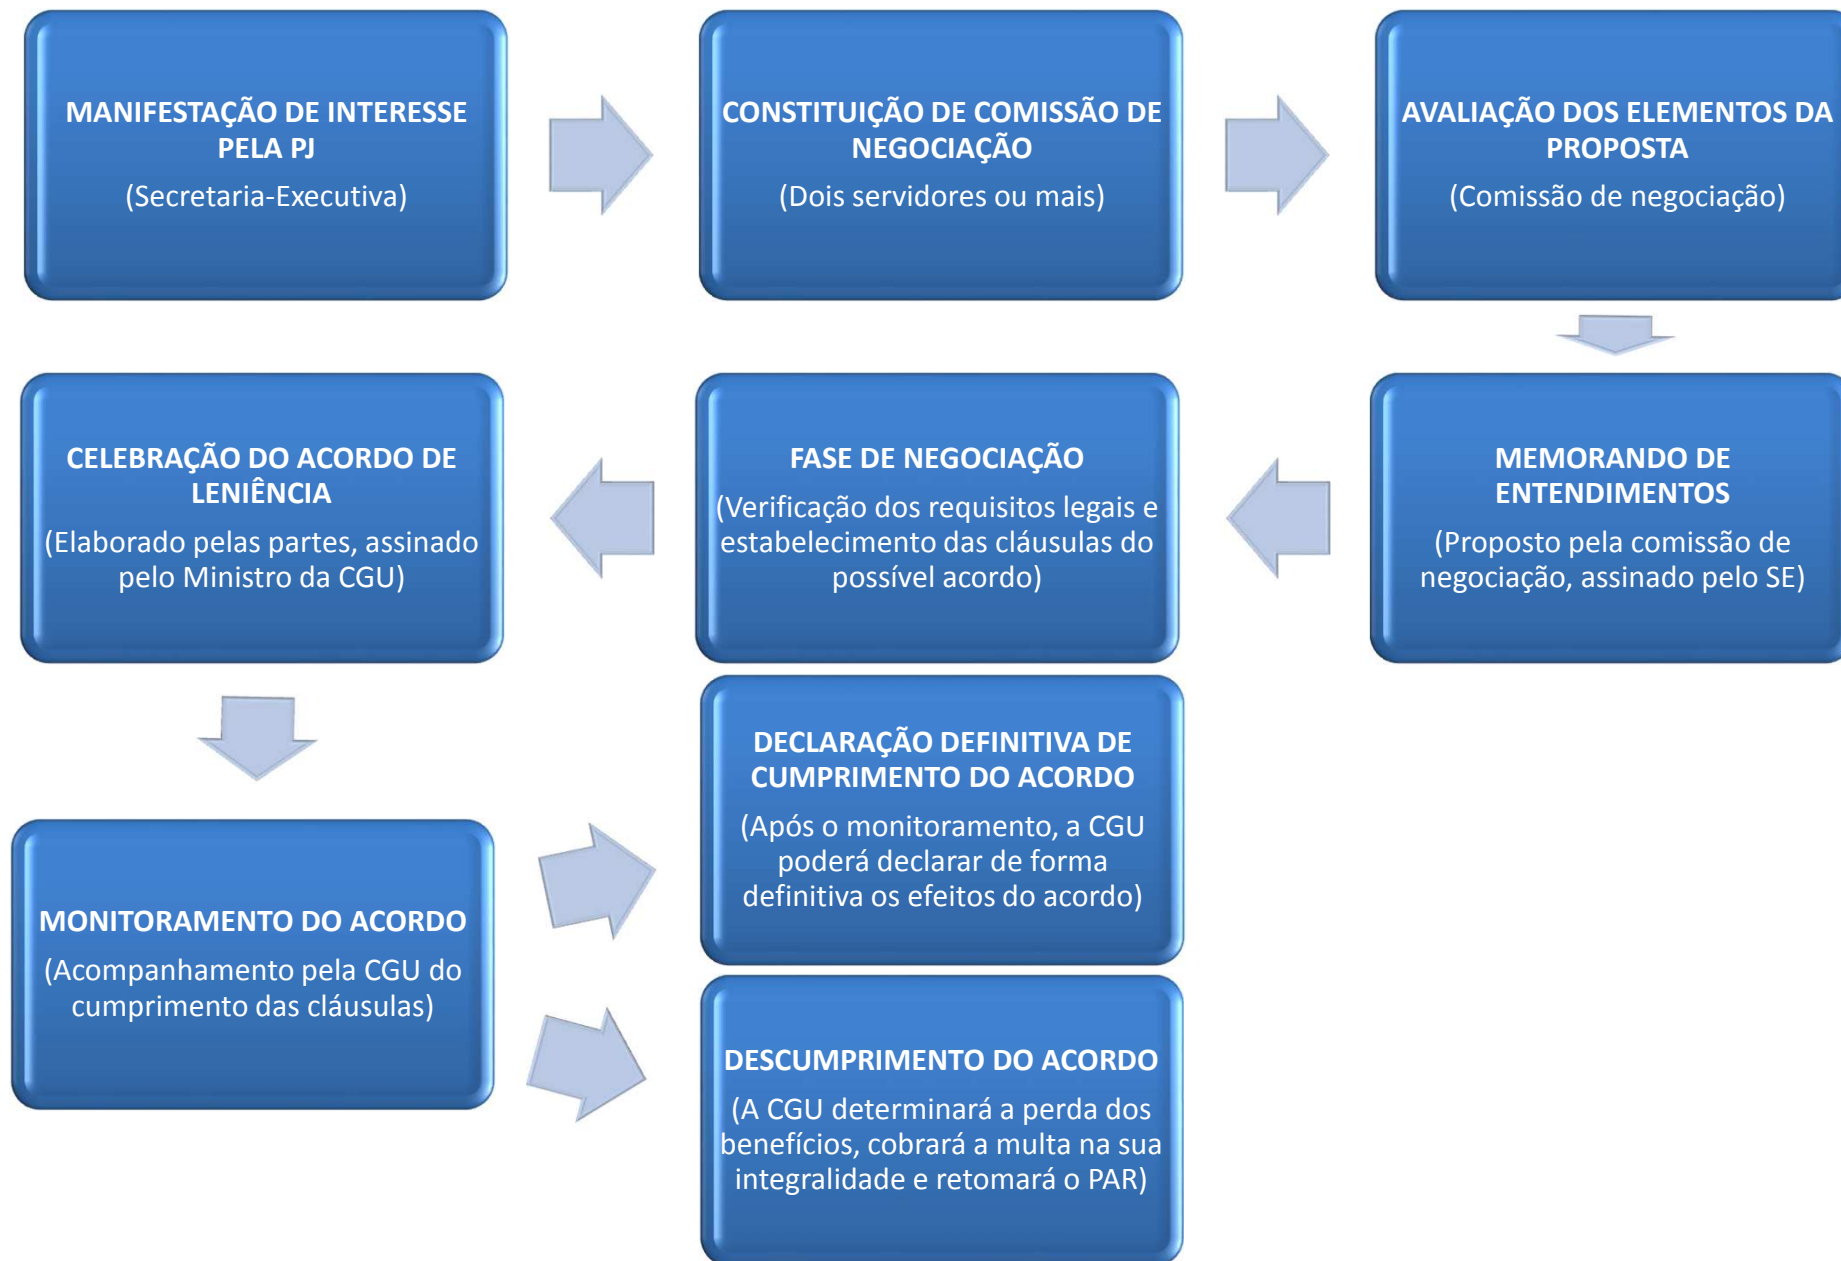 MANIFESTAÇÃO DE INTERESSE
PELA PJ
(Secretaria-Executiva)
CONSTITUIÇÃO DE COMISSÃO DE
NEGOCIAÇÃO
(Dois servidores ou mais)
AVALIAÇÃO DOS ELEMENTOS DA
PROPOSTA
(Comissão de negociação)
MEMORANDO DE
ENTENDIMENTOS
(Proposto pela comissão de
negociação, assinado pelo SE)
FASE DE NEGOCIAÇÃO
(Verificação dos requisitos legais e
estabelecimento das cláusulas do
possível acordo)
CELEBRAÇÃO DO ACORDO DE
LENIÊNCIA
(Elaborado pelas partes, assinado
pelo Ministro da CGU)
MONITORAMENTO DO ACORDO
(Acompanhamento pela CGU do
cumprimento das cláusulas)
DECLARAÇÃO DEFINITIVA DE
CUMPRIMENTO DO ACORDO
(Após o monitoramento, a CGU
poderá declarar de forma
definitiva os efeitos do acordo)
DESCUMPRIMENTO DO ACORDO
(A CGU determinará a perda dos
benefícios, cobrará a multa na sua
integralidade e retomará o PAR)